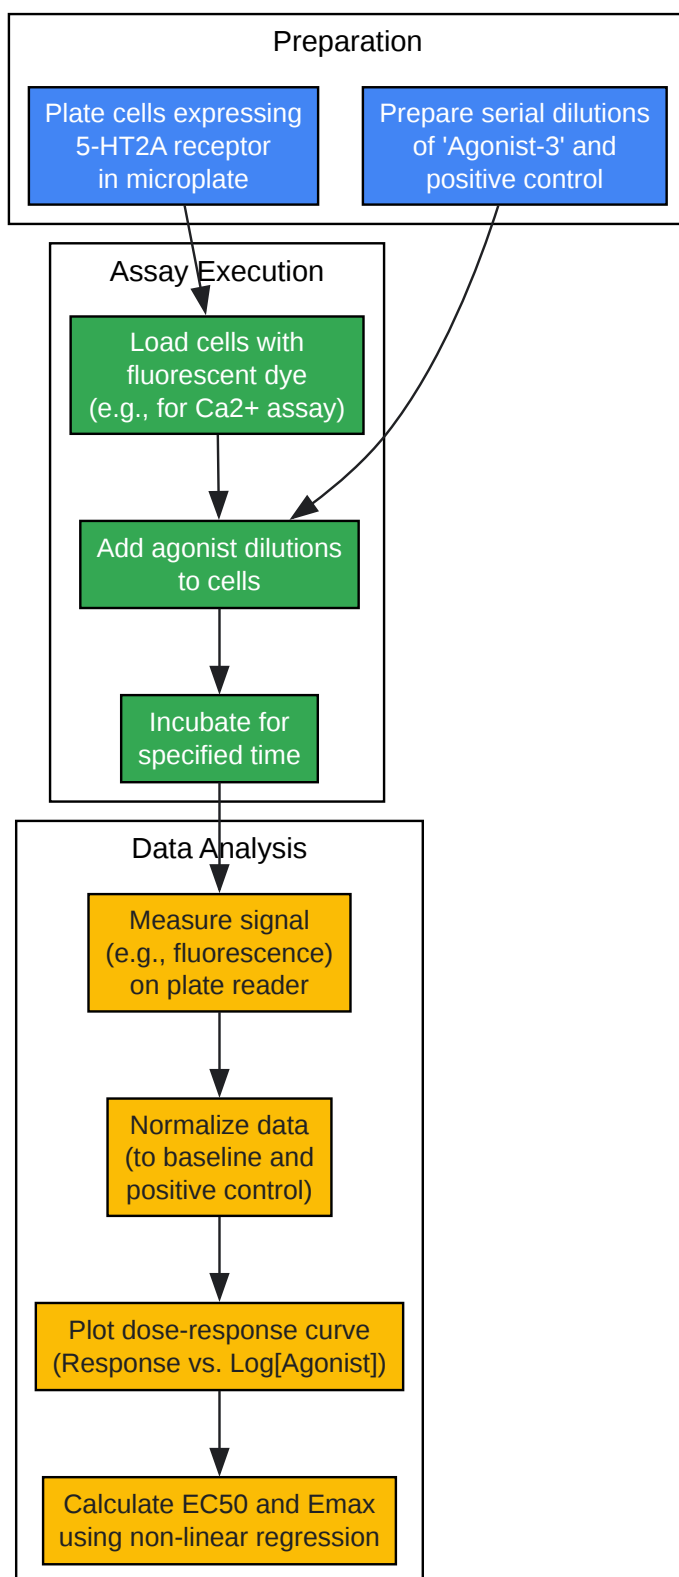 Preparation
Plate cells expressing
5-HT2A receptor
in microplate
Prepare serial dilutions
of 'Agonist-3' and
positive control
Assay Execution
Load cells with
fluorescent dye
(e.g., for Ca2+ assay)
Add agonist dilutions
to cells
Incubate for
specified time
Data Analysis
Measure signal
(e.g., fluorescence)
on plate reader
Normalize data
(to baseline and
positive control)
Plot dose-response curve
(Response vs. Log[Agonist])
Calculate EC50 and Emax
using non-linear regression